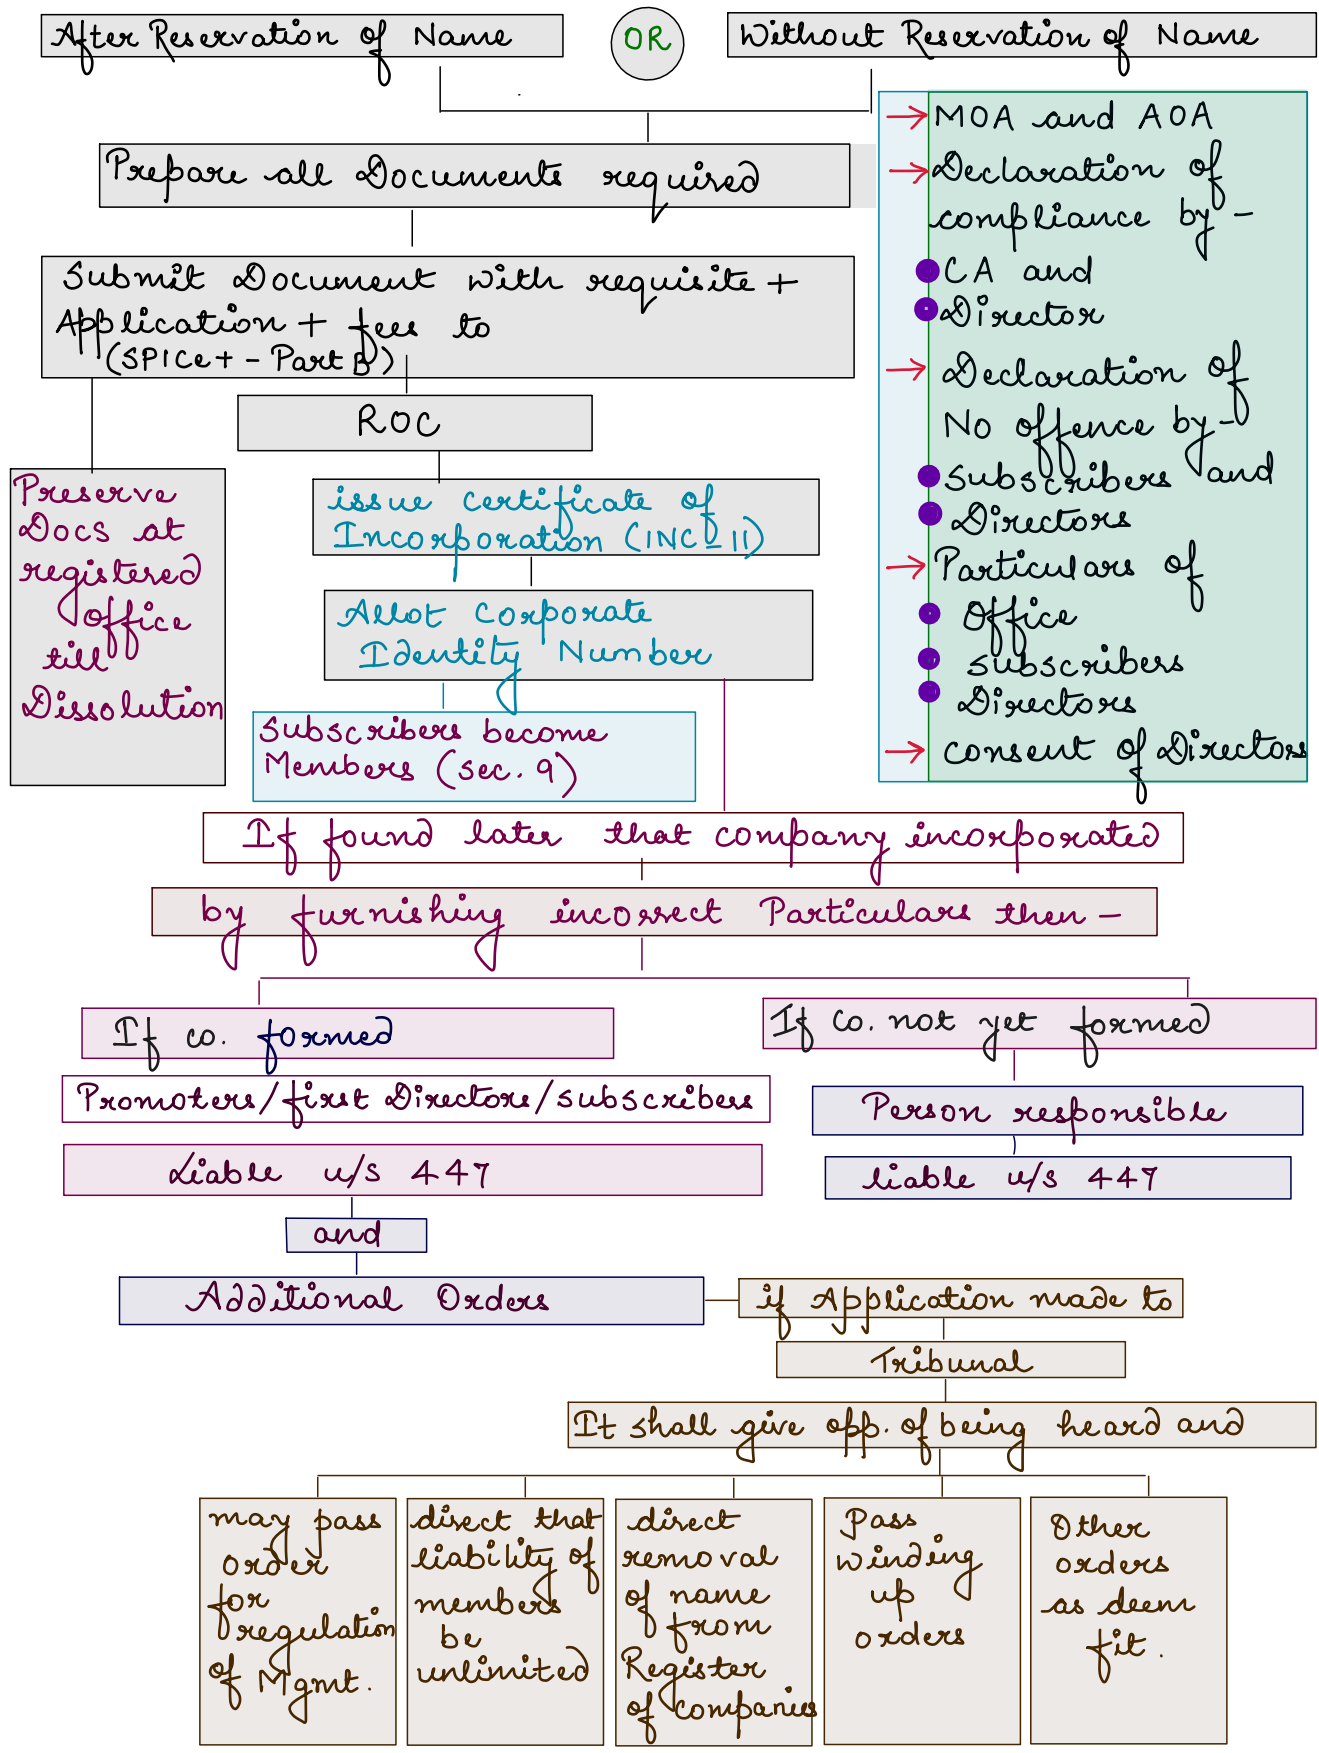 After Reservation of Name
OR
Without Reservation of Name
Prepare all Documents required
Submit Document with requisite +
Application + fees to
(SPICe+ - Part B)
ROC
issue certificate of
Incorporation (INC-11)
Allot Corporate
Identity Number
Subscribers become
Members (sec. 9)
Preserve
Docs at
registered
office
till
Dissolution
→ MOA and AOA
→ Declaration of
compliance by -
CA and
Director
→ Declaration of
No offence by -
Subscribers and
Directors
→ Particulars of
Office
Subscribers
Directors
→ consent of Directors
If found later that company incorporated
by furnishing incorrect Particulars then -
If co. formed
Promoters/first Directors/subscribers
Liable u/s 447
and
Additional Orders
If Co. not yet formed
Person responsible
liable u/s 447
if Application made to
Tribunal
It shall give opp. of being heard and
may pass
order
for
regulation
of Mgmt.
direct that
liability of
members
be
unlimited
direct
removal
of name
from
Register
of companies
Pass
winding
up
orders
Other
orders
as deem
fit.